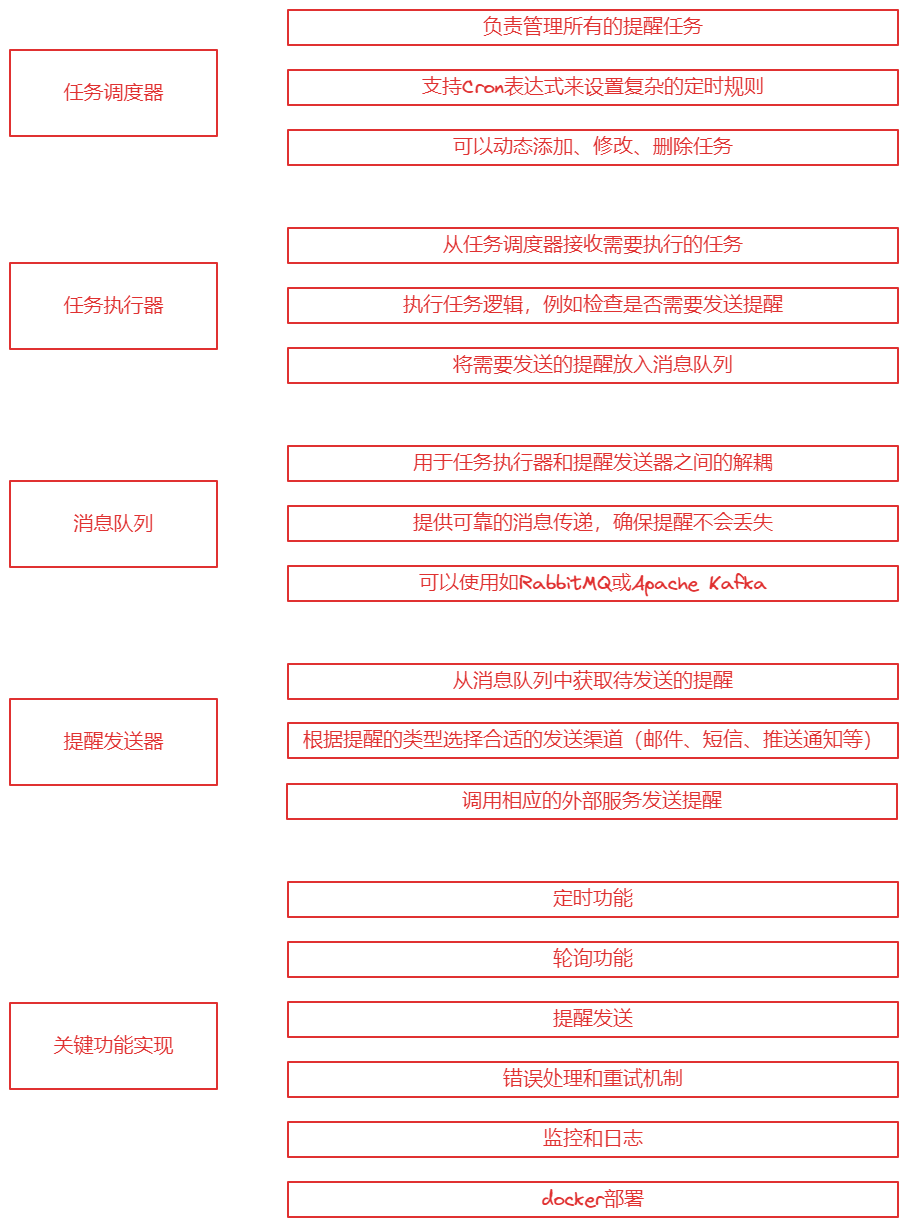 任务调度器
负责管理所有的提醒任务
支持Cron表达式来设置复杂的定时规则
可以动态添加、修改、删除任务
任务执行器
从任务调度器接收需要执行的任务
执行任务逻辑，例如检查是否需要发送提醒
将需要发送的提醒放入消息队列
消息队列
用于任务执行器和提醒发送器之间的解耦
提供可靠的消息传递，确保提醒不会丢失
可以使用如RabbitMQ或Apache Kafka
提醒发送器
从消息队列中获取待发送的提醒
根据提醒的类型选择合适的发送渠道（邮件、短信、推送通知等）
调用相应的外部服务发送提醒
关键功能实现
定时功能
轮询功能
提醒发送
错误处理和重试机制
监控和日志
docker部署